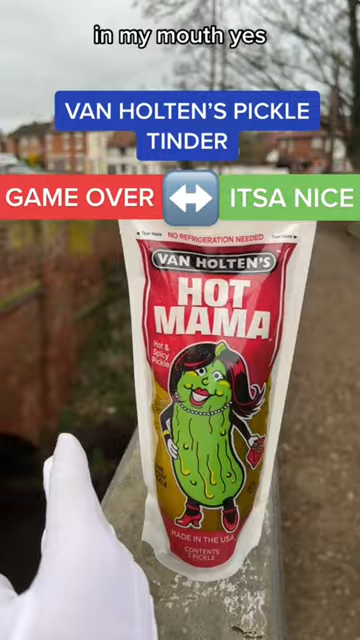 in my mouth yes
VAN HOLTEN'S PICKLE
TINDER
GAME OVER
ITSA NICE
Tear Here
NO REFRIGERATION NEEDED
Tear Here
VAN HOLTEN'S
HOT
MAMA
Hot &
Spicy
Pickle
MADE IN THE USA
CONTENTS
1 PICKLE